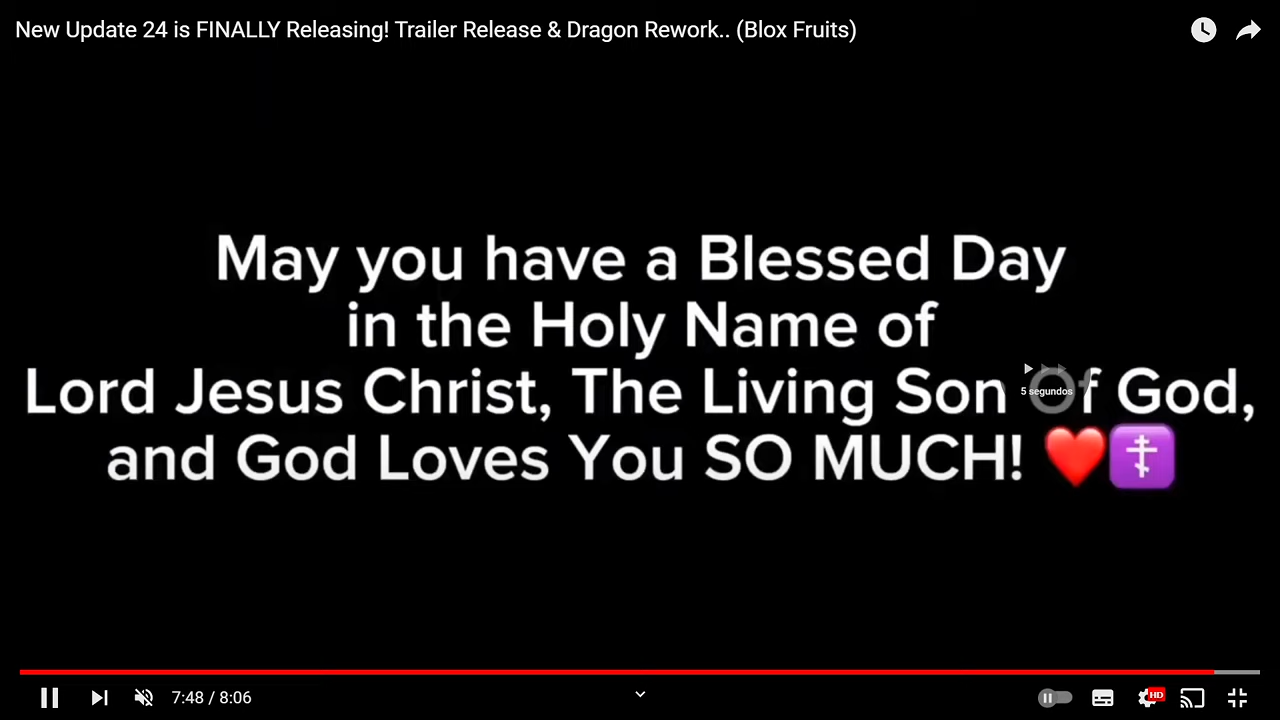 New Update 24 is FINALLY Releasing! Trailer Release & Dragon Rework.. (Blox Fruits)
May you have a Blessed Day
in the Holy Name of
Lord Jesus Christ, The Living Son Of God,
5 segundos
and God Loves You SO MUCH! ❤️☦️
7:48 / 8:06
HD